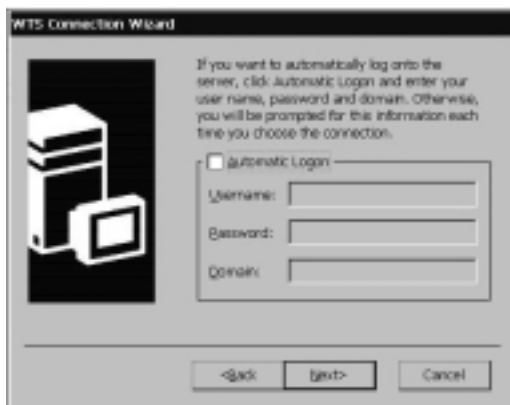 WTS Connection Wizard
If you want to automatically log onto the
server, click Automatic Logon and enter your
user name, password and domain. Otherwise,
you will be prompted for this information each
time you choose the connection.
Automatic Logon
Username:
Password:
Domain:
<Back
Next>
Cancel